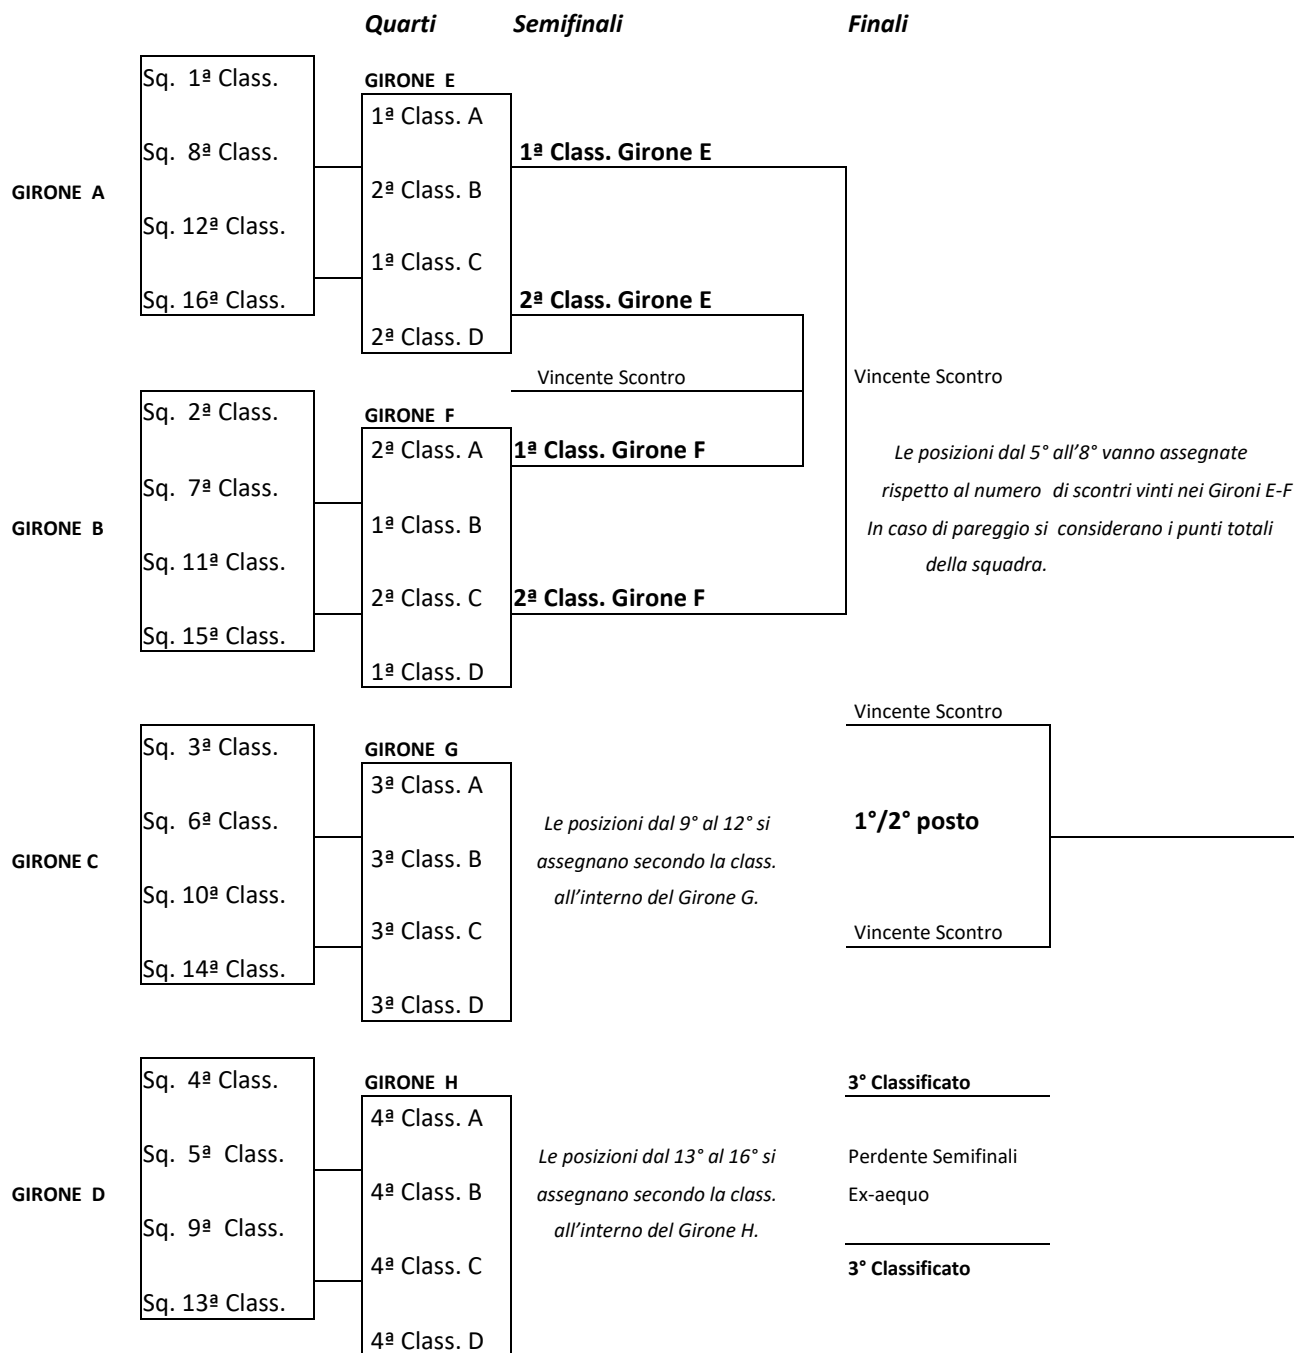 Quarti Semifinali Finali
Sq. 1ª Class. GIRONE E
1ª Class. A
Sq. 8ª Class. 1ª Class. Girone E
GIRONE A 2ª Class. B
Sq. 12ª Class.
1ª Class. C
Sq. 16ª Class. 2ª Class. Girone E
2ª Class. D
Vincente Scontro Vincente Scontro
Sq. 2ª Class. GIRONE F
2ª Class. A 1ª Class. Girone F Le posizioni dal 5° all’8° vanno assegnate
Sq. 7ª Class. rispetto al numero di scontri vinti nei Gironi E-F
GIRONE B 1ª Class. B In caso di pareggio si considerano i punti totali
Sq. 11ª Class. della squadra.
2ª Class. C 2ª Class. Girone F
Sq. 15ª Class.
1ª Class. D
Vincente Scontro
Sq. 3ª Class. GIRONE G
3ª Class. A
Sq. 6ª Class. Le posizioni dal 9° al 12° si 1°/2° posto
GIRONE C 3ª Class. B assegnano secondo la class.
Sq. 10ª Class. all’interno del Girone G.
3ª Class. C Vincente Scontro
Sq. 14ª Class.
3ª Class. D
Sq. 4ª Class. GIRONE H 3° Classificato
4ª Class. A
Sq. 5ª Class. Le posizioni dal 13° al 16° si Perdente Semifinali
GIRONE D 4ª Class. B assegnano secondo la class. Ex-aequo
Sq. 9ª Class. all’interno del Girone H.
4ª Class. C 3° Classificato
Sq. 13ª Class.
4ª Class. D